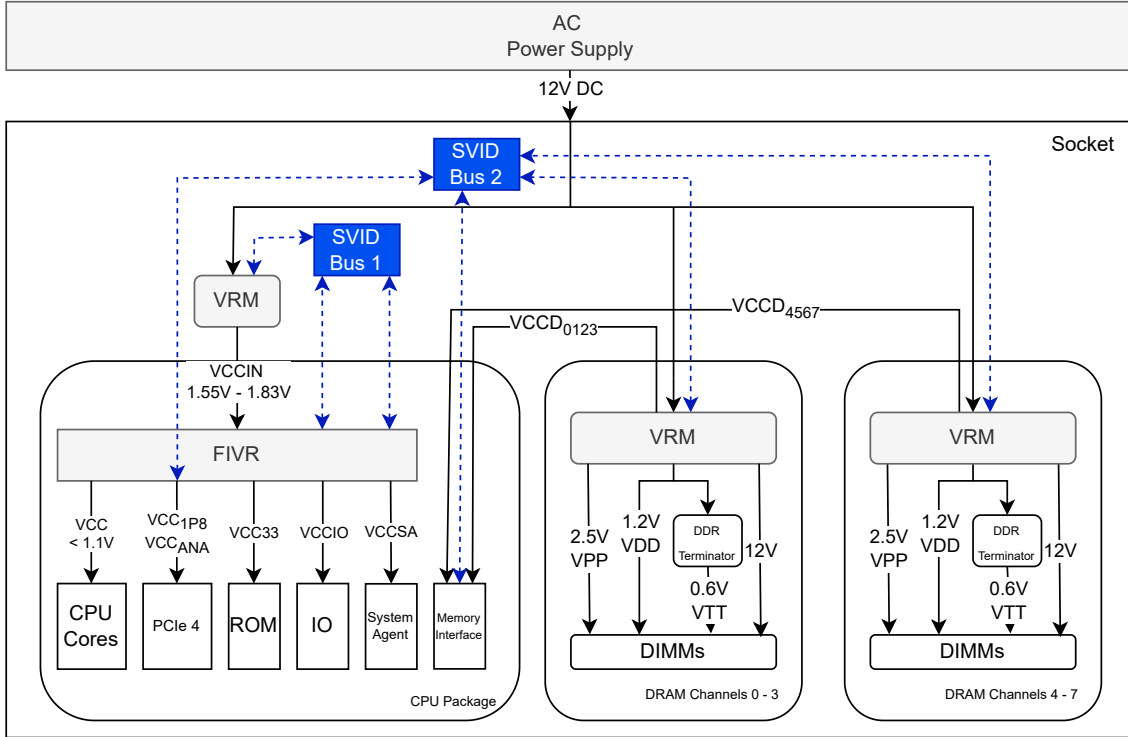 AC
Power Supply
12V DC
Socket
SVID
Bus 2
SVID
Bus 1
VRM
VCCD4567
VCCD0123
VCCIN
1.55V - 1.83V
FIVR
VRM
VRM
VCC
< 1.1V
VCC1P8
VCCANA
VCC33
VCCIO
VCCSA
2.5V
VPP
1.2V
VDD
DDR
Terminator
12V
0.6V
VTT
2.5V
VPP
1.2V
VDD
DDR
Terminator
12V
0.6V
VTT
CPU
Cores
PCIe 4
ROM
IO
System
Agent
Memory
Interface
DIMMs
DIMMs
CPU Package
DRAM Channels 0 - 3
DRAM Channels 4 - 7